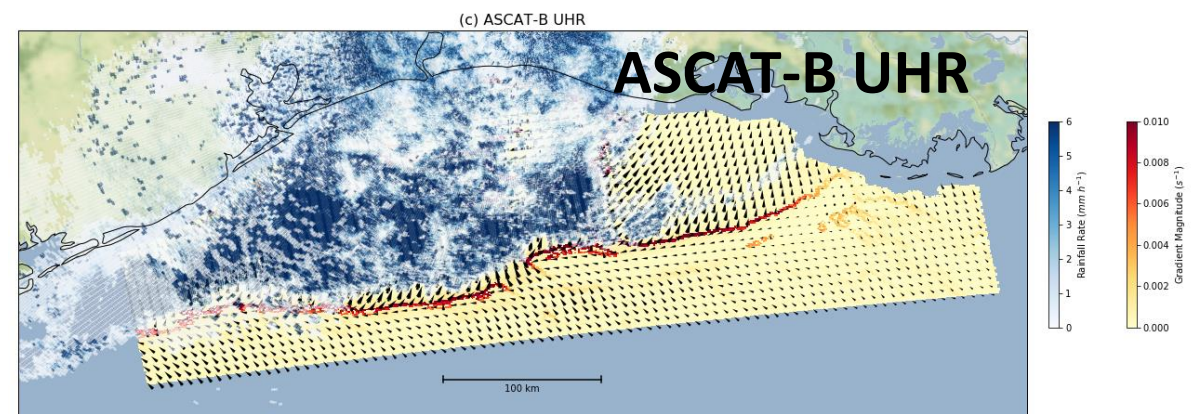 (c) ASCAT-B UHR
ASCAT-B UHR
100 km
6
5
4
3
2
1
0
Rainfall Rate (mm h⁻¹)
0.010
0.008
0.006
0.004
0.002
0.000
Gradient Magnitude (s⁻¹)